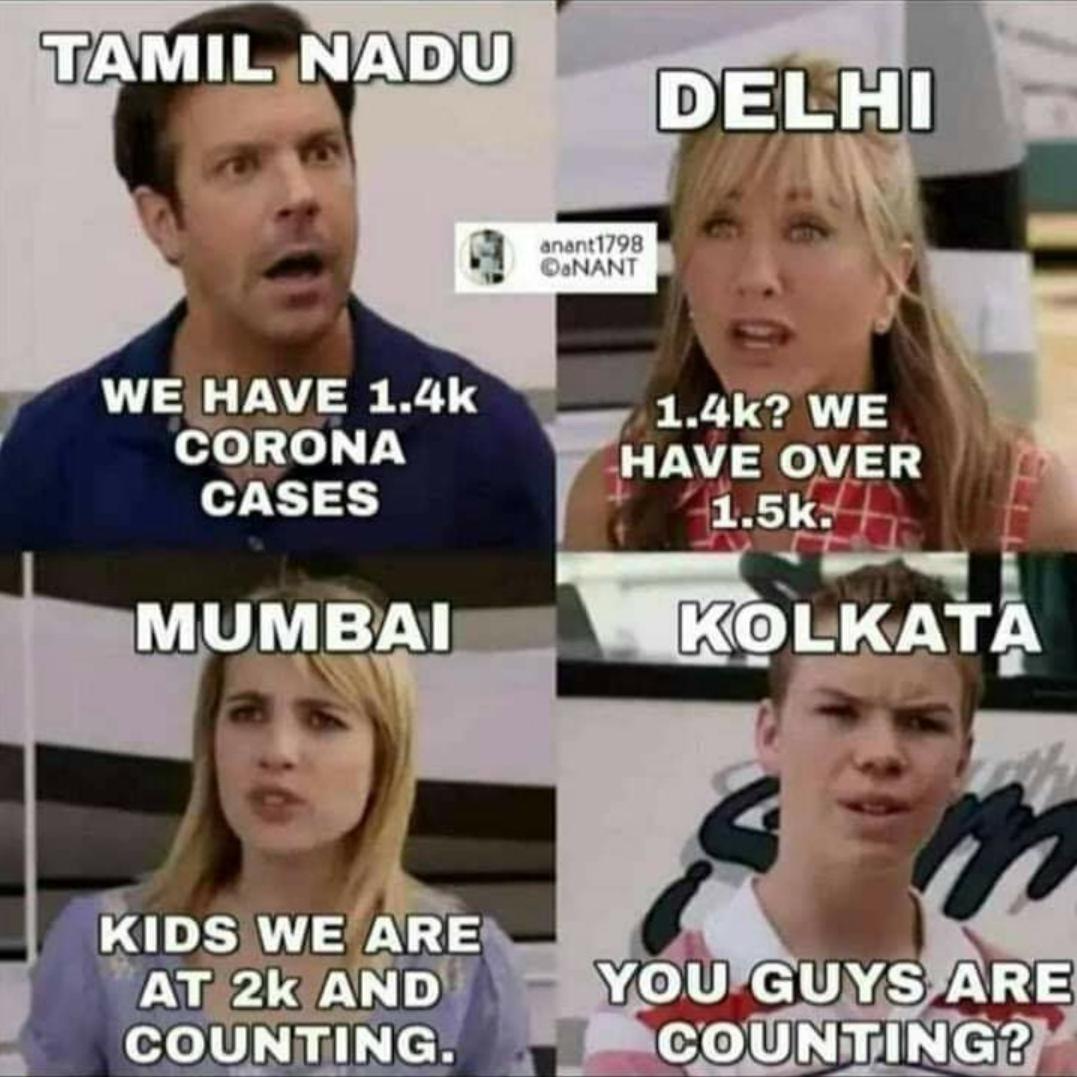 TAMIL NADU
WE HAVE 1.4k
CORONA
CASES
DELHI
1.4k? WE
HAVE OVER
1.5k.
anant1798
©aNANT
MUMBAI
KIDS WE ARE
AT 2k AND
COUNTING.
KOLKATA
YOU GUYS ARE
COUNTING?